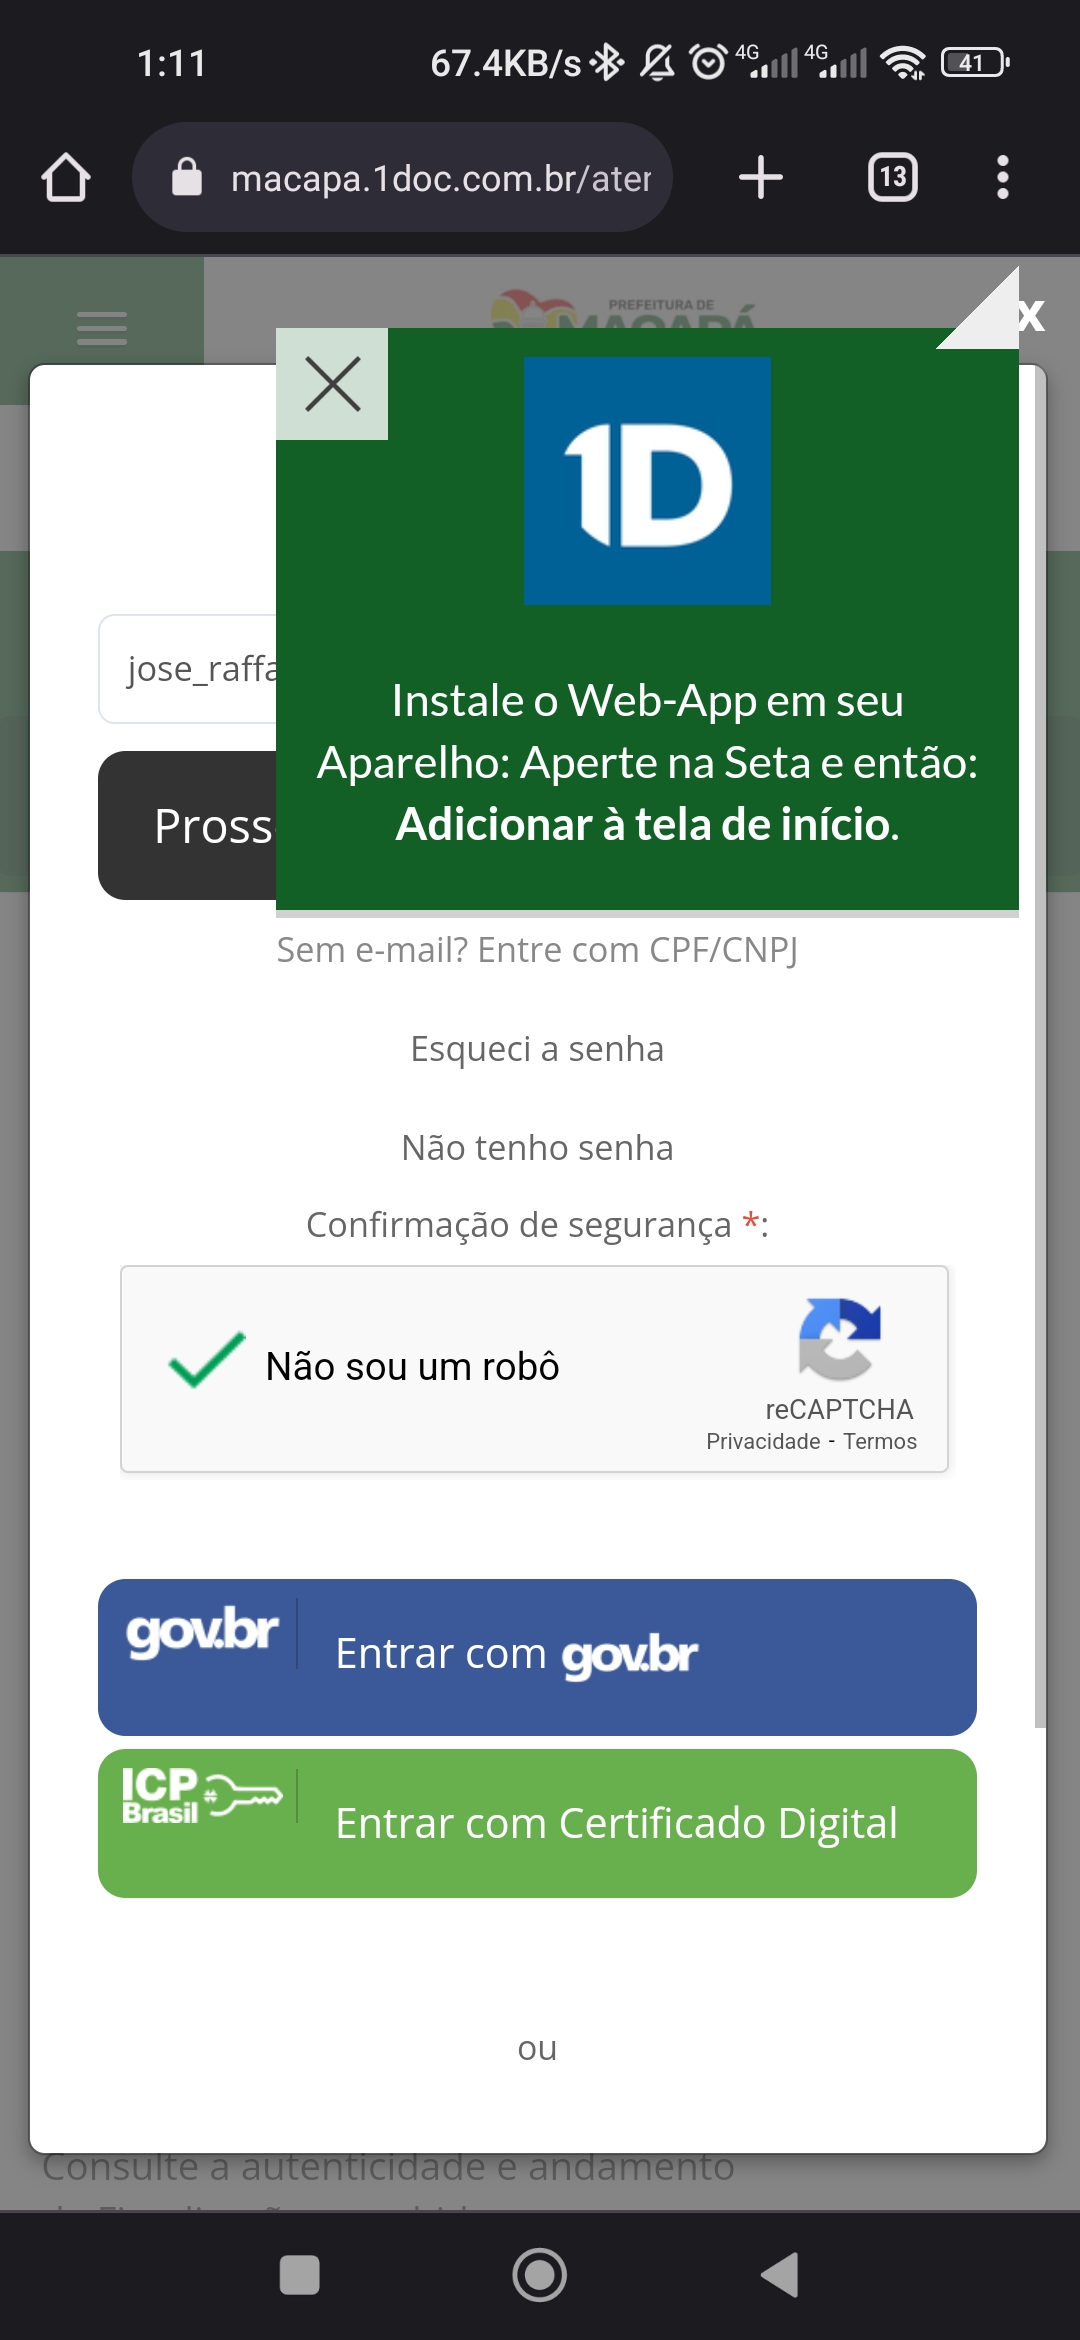 1:11
67.4KB/s
4G
4G
41
macapa.1doc.com.br/ater
13
PREFEITURA DE
MACAPÁ
x
1D
Instale o Web-App em seu
Aparelho: Aperte na Seta e então:
Adicionar à tela de início.
jose_raffa
Pross
Sem e-mail? Entre com CPF/CNPJ
Esqueci a senha
Não tenho senha
Confirmação de segurança *:
Não sou um robô
reCAPTCHA
Privacidade - Termos
gov.br
Entrar com gov.br
ICP
Brasil
Entrar com Certificado Digital
ou
Consulte a autenticidade e andamento